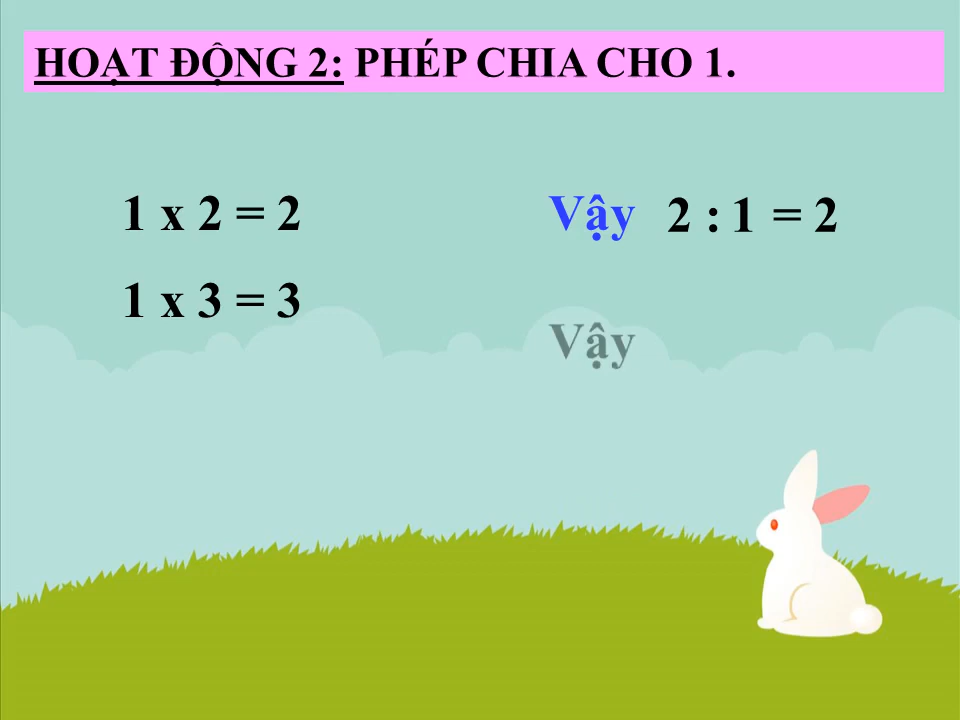 HOẠT ĐỘNG 2: PHÉP CHIA CHO 1.
1 x 2 = 2 Vậy 2 : 1 = 2
1 x 3 = 3
Vậy